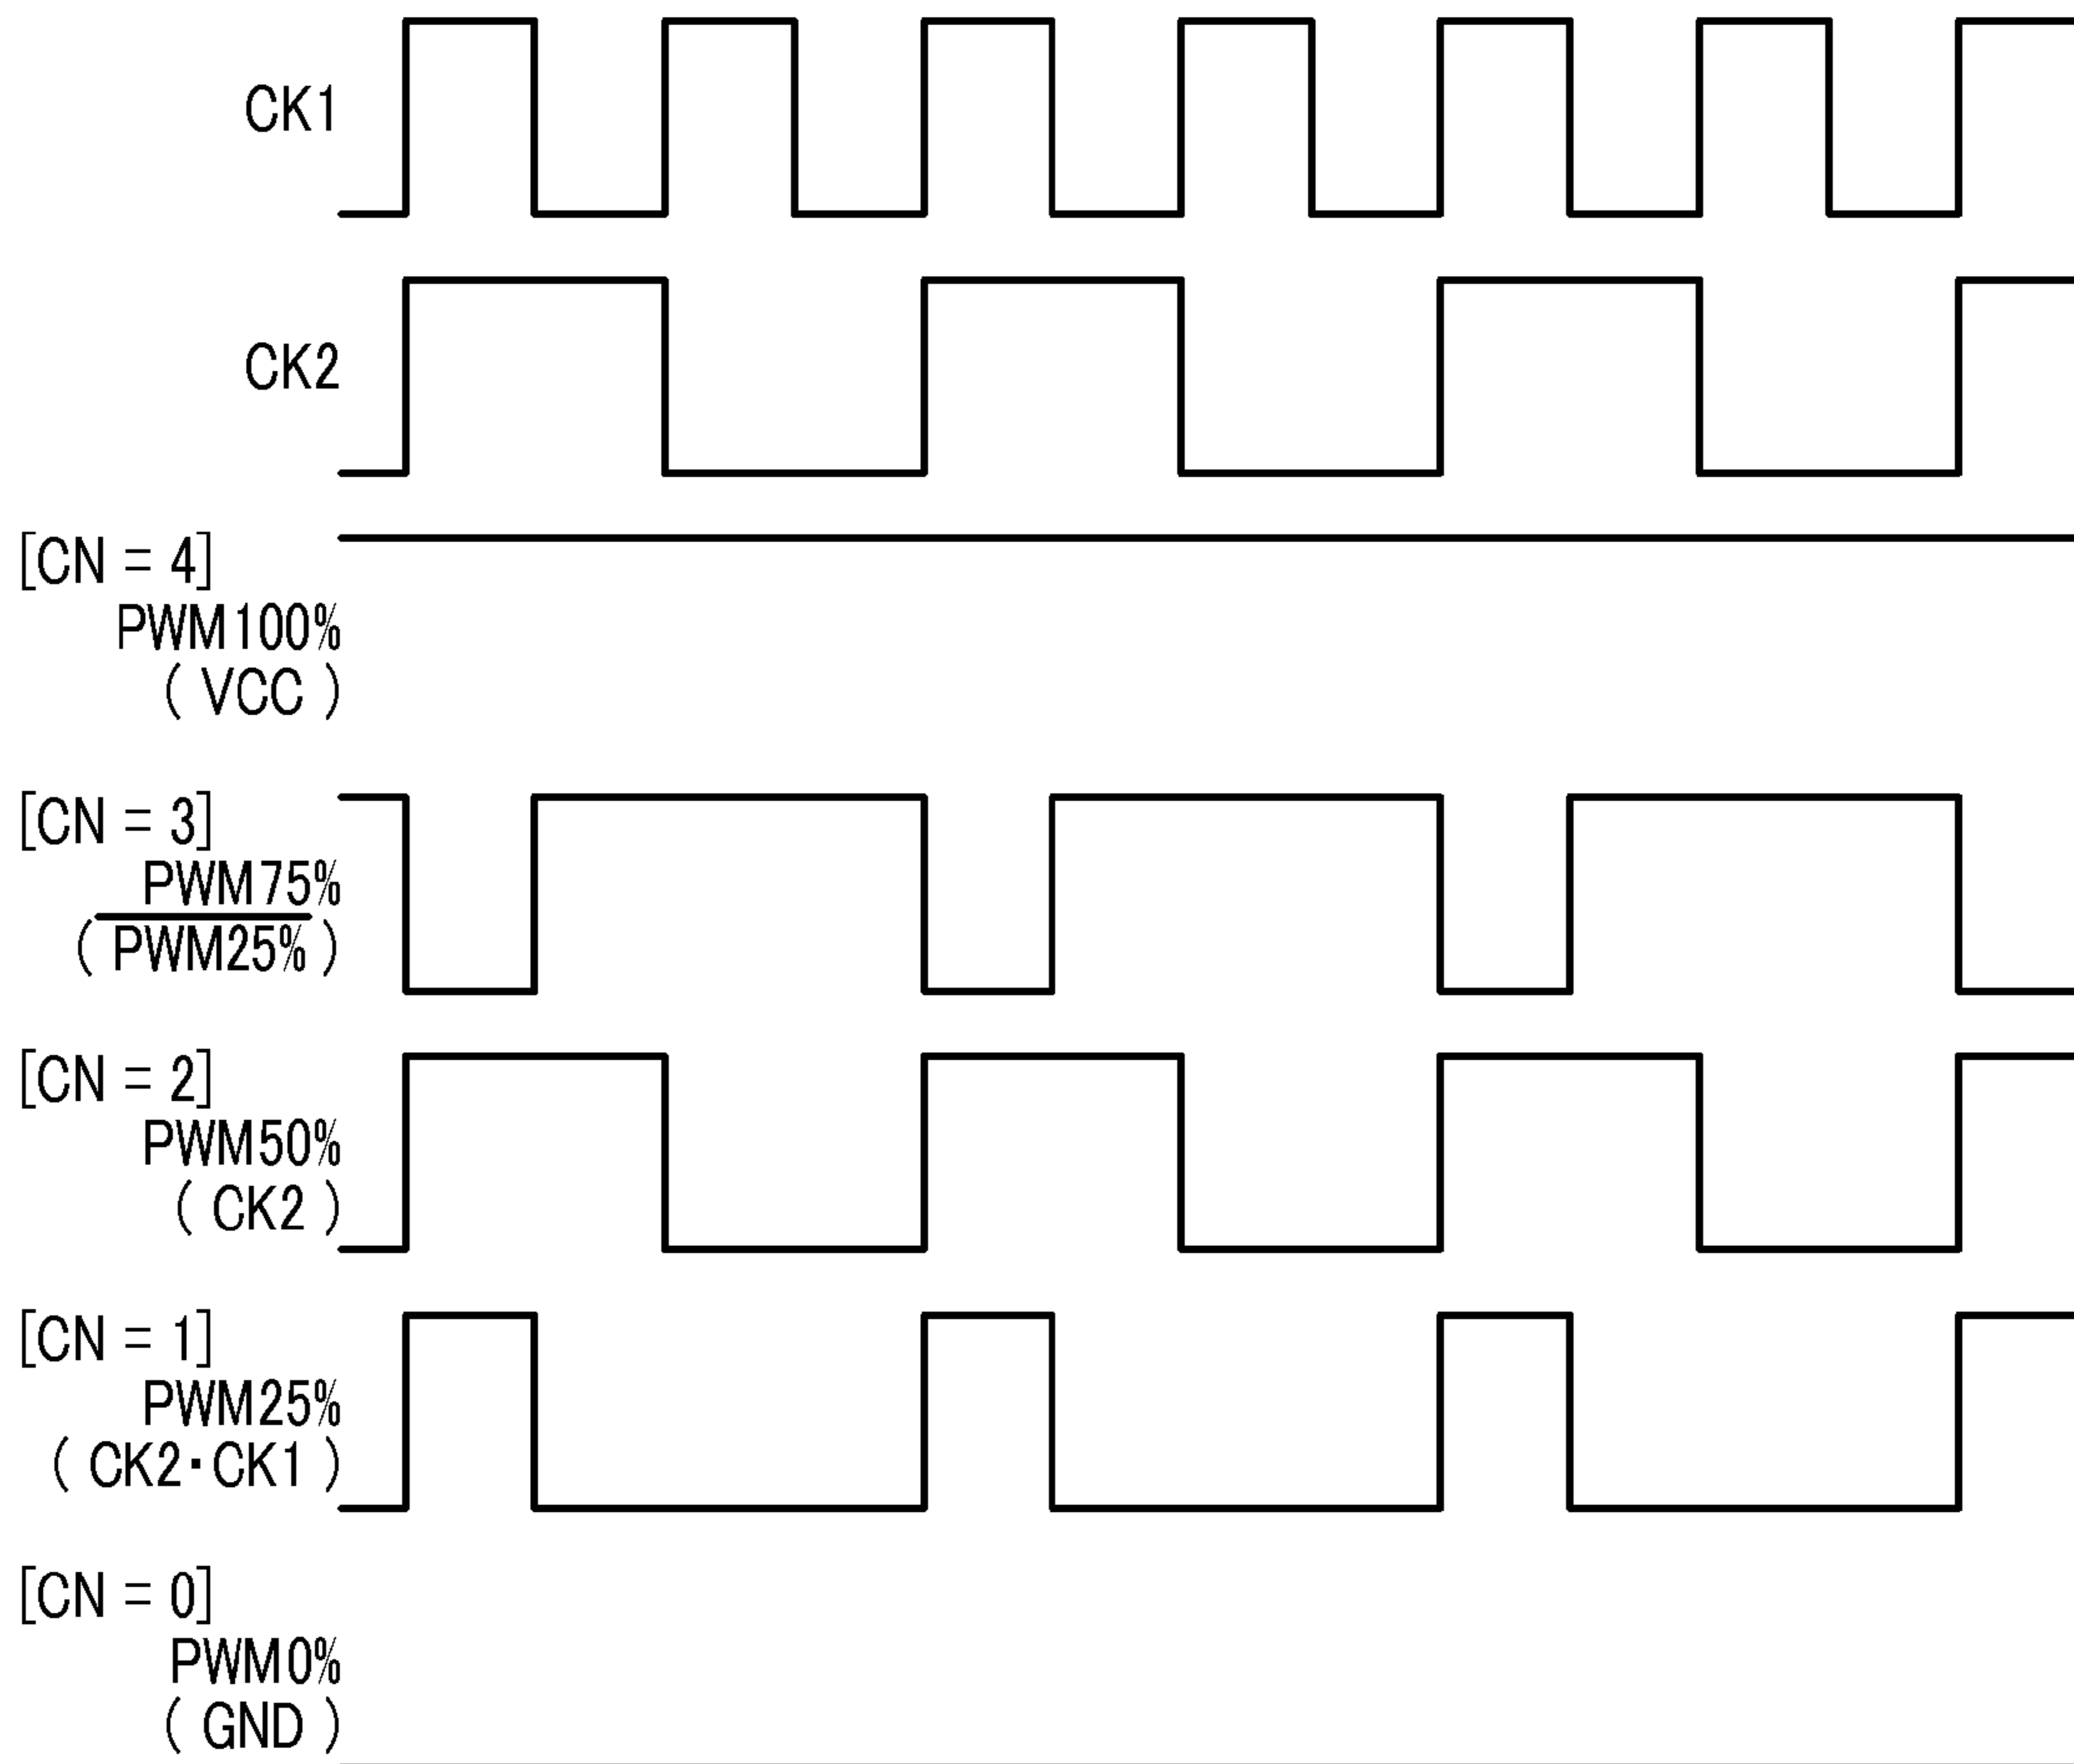 CK1
CK2
[CN = 4]
PWM100%
( VCC )
[CN = 3]
PWM75%
( PWM25% )
[CN = 2]
PWM50%
( CK2 )
[CN = 1]
PWM25%
( CK2・CK1 )
[CN = 0]
PWM0%
( GND )